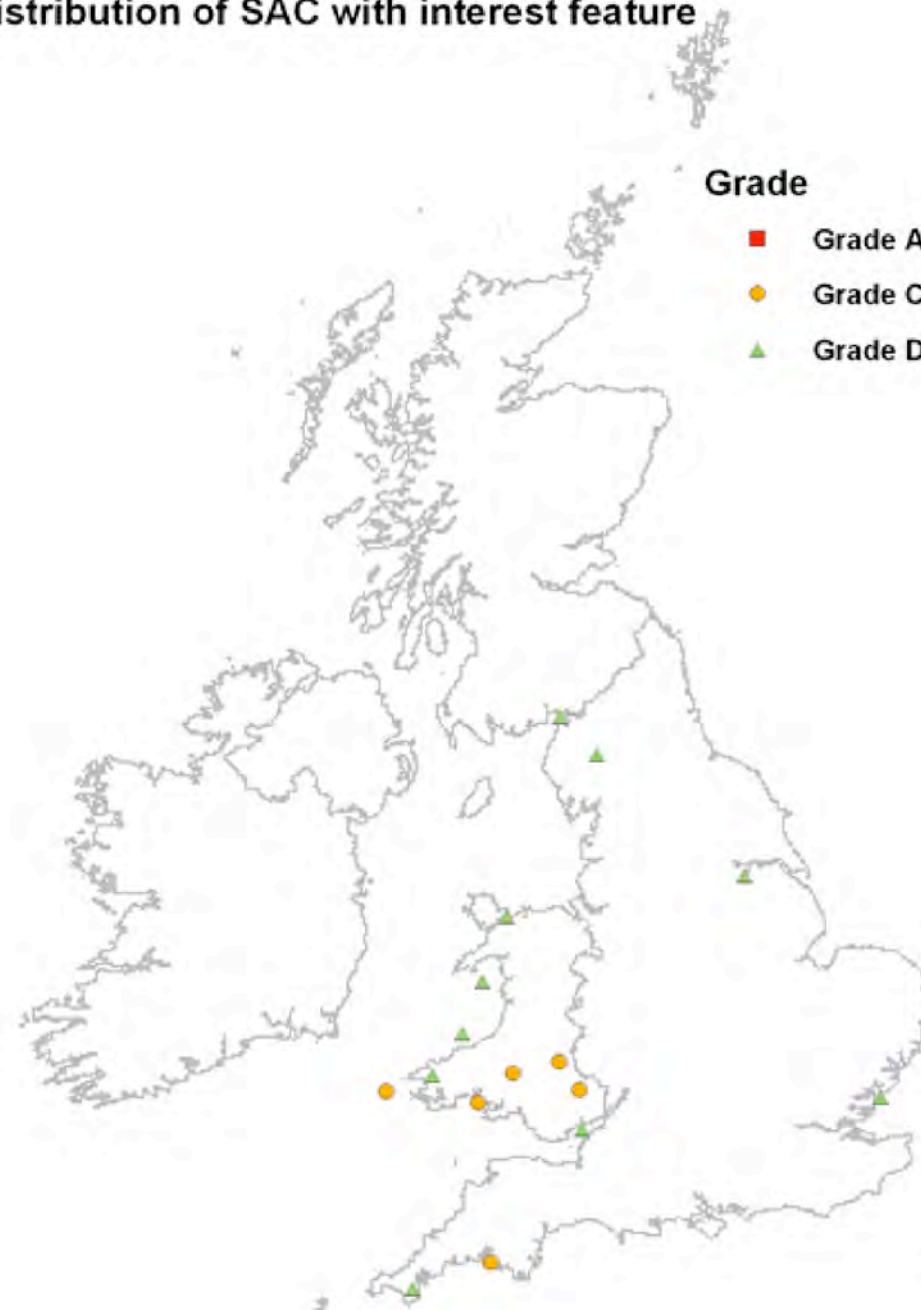 istribution of SAC with interest feature
Grade
Grade A
Grade C
Grade D